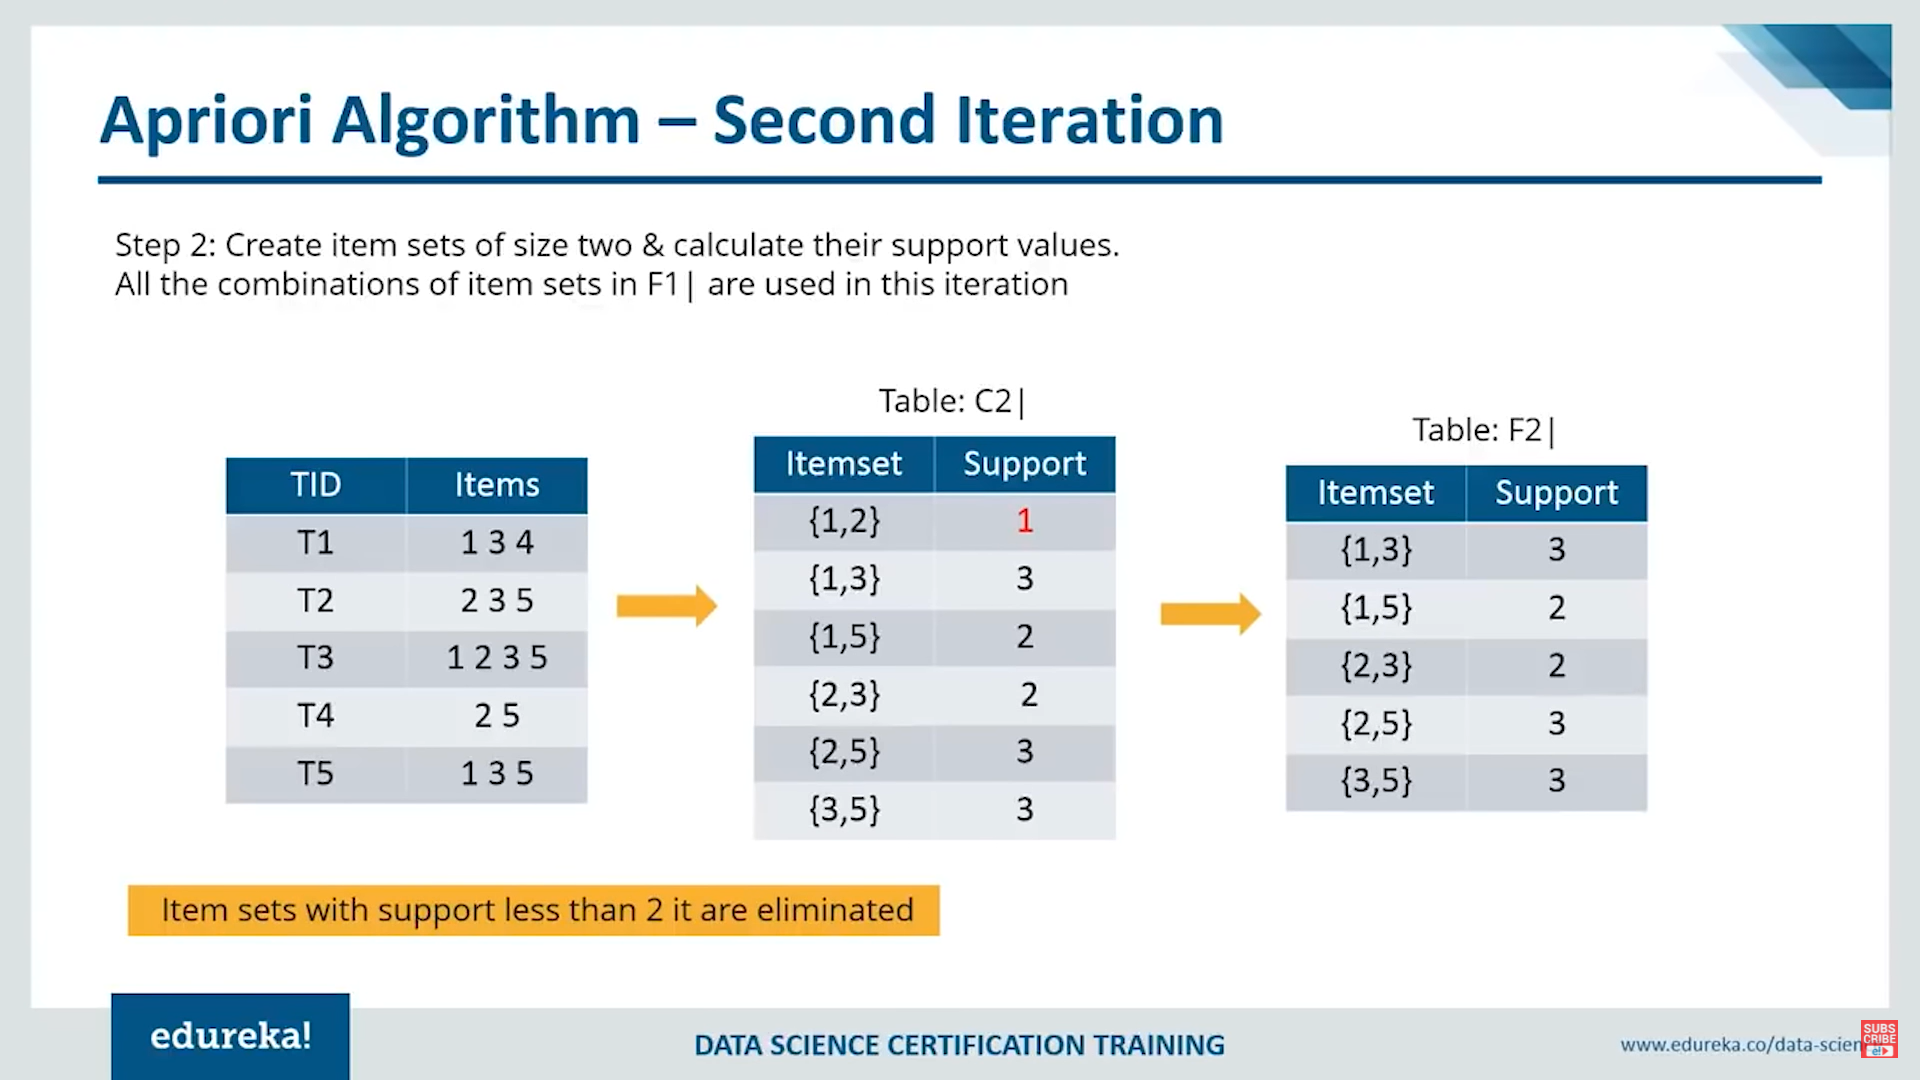 Apriori Algorithm – Second Iteration
Step 2: Create item sets of size two & calculate their support values.
All the combinations of item sets in F1| are used in this iteration
TID Items
T1 1 3 4
T2 2 3 5
T3 1 2 3 5
T4 2 5
T5 1 3 5
Table: C2|
Itemset Support
{1,2} 1
{1,3} 3
{1,5} 2
{2,3} 2
{2,5} 3
{3,5} 3
Table: F2|
Itemset Support
{1,3} 3
{1,5} 2
{2,3} 2
{2,5} 3
{3,5} 3
Item sets with support less than 2 it are eliminated
edureka!
DATA SCIENCE CERTIFICATION TRAINING
www.edureka.co/data-scien
SUBS
CRIBE
e!